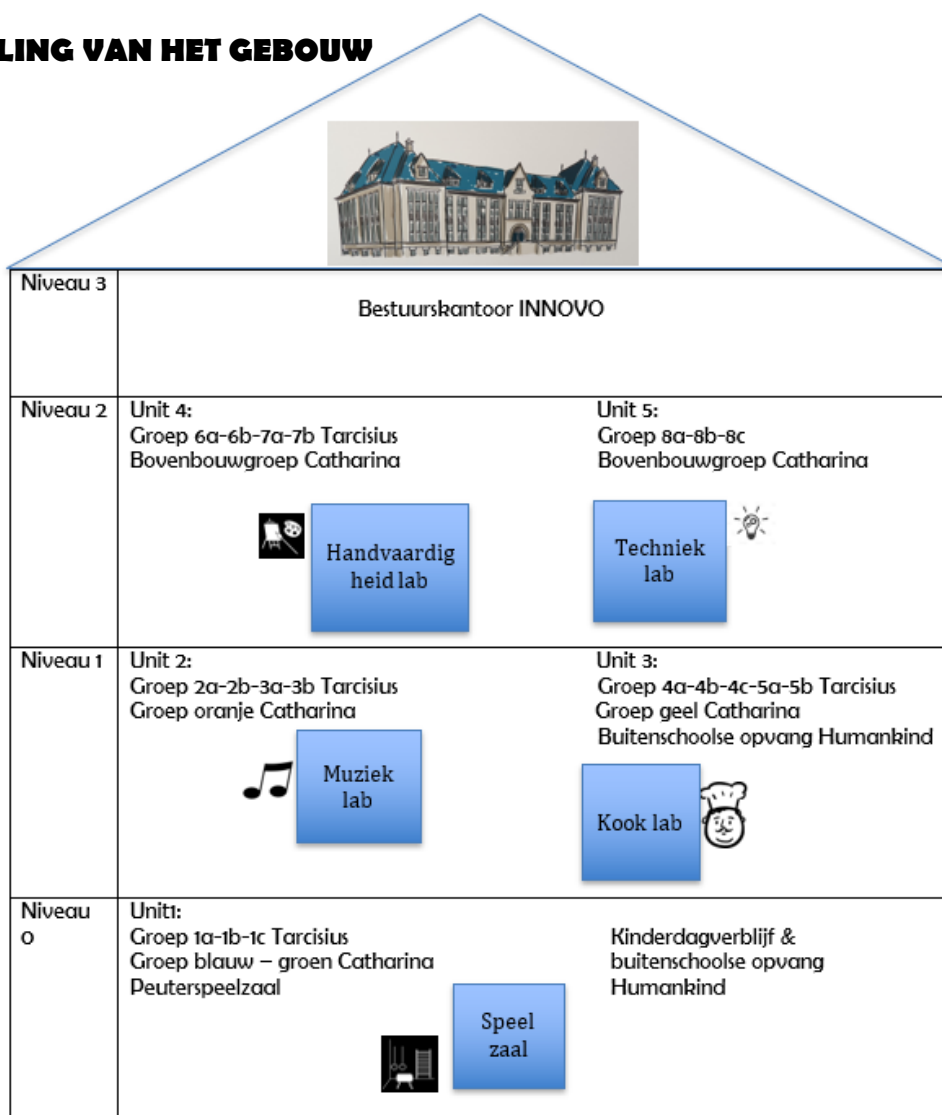 LING VAN HET GEBOUW
Niveau 3
Bestuurskantoor INNOVO
Niveau 2
Unit 4:
Groep 6a-6b-7a-7b Tarcisius
Bovenbouwgroep Catharina
Handvaardig
heid lab
Unit 5:
Groep 8a-8b-8c
Bovenbouwgroep Catharina
Techniek
lab
Niveau 1
Unit 2:
Groep 2a-2b-3a-3b Tarcisius
Groep oranje Catharina
Muziek
lab
Unit 3:
Groep 4a-4b-4c-5a-5b Tarcisius
Groep geel Catharina
Buitenschoolse opvang Humankind
Kook lab
Niveau
0
Unit1:
Groep 1a-1b-1c Tarcisius
Groep blauw – groen Catharina
Peuterspeelzaal
Speel
zaal
Kinderdagverblijf &
buitenschoolse opvang
Humankind